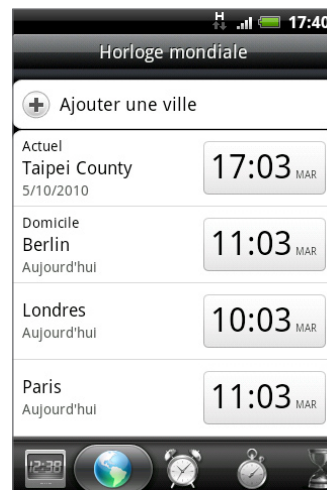 H 17:40
Horloge mondiale
Ajouter une ville
Actuel
Taipei County
5/10/2010
17:03 MAR
Domicile
Berlin
Aujourd'hui
11:03 MAR
Londres
Aujourd'hui
10:03 MAR
Paris
Aujourd'hui
11:03 MAR
12:38